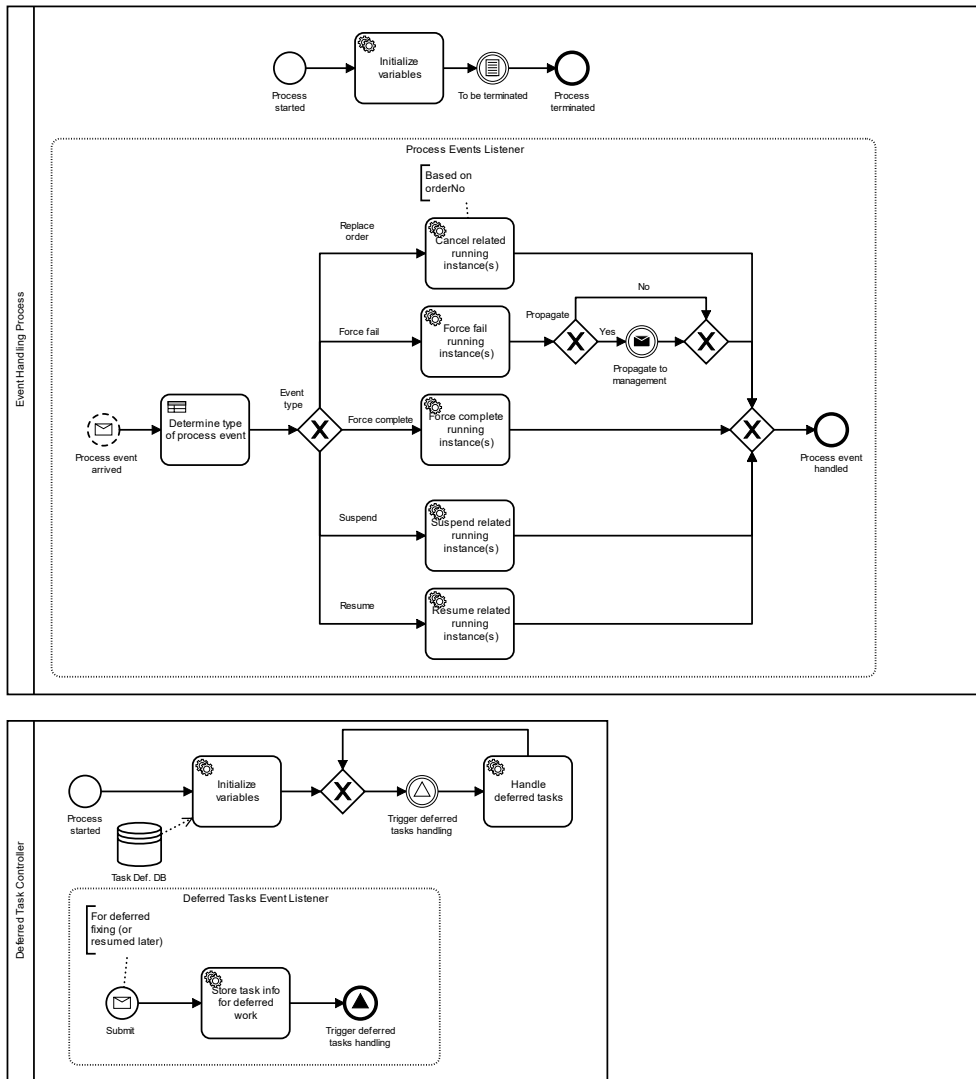 Event Handling Process
Initialize
variables
Process
started
To be terminated
Process
terminated
Process Events Listener
Based on
orderNo
Replace
order
Cancel related
running
instance(s)
No
Force fail
Force fail
running
instance(s)
Propagate
Yes
Propagate to
management
Event
type
Force complete
Force complete
running
instance(s)
Determine type
of process event
Process event
arrived
Process event
handled
Suspend
Suspend related
running
instance(s)
Resume
Resume related
running
instance(s)
Deferred Task Controller
Initialize
variables
Handle
deferred tasks
Process
started
Trigger deferred
tasks handling
Task Def. DB
Deferred Tasks Event Listener
For deferred
fixing (or
resumed later)
Store task info
for deferred
work
Submit
Trigger deferred
tasks handling